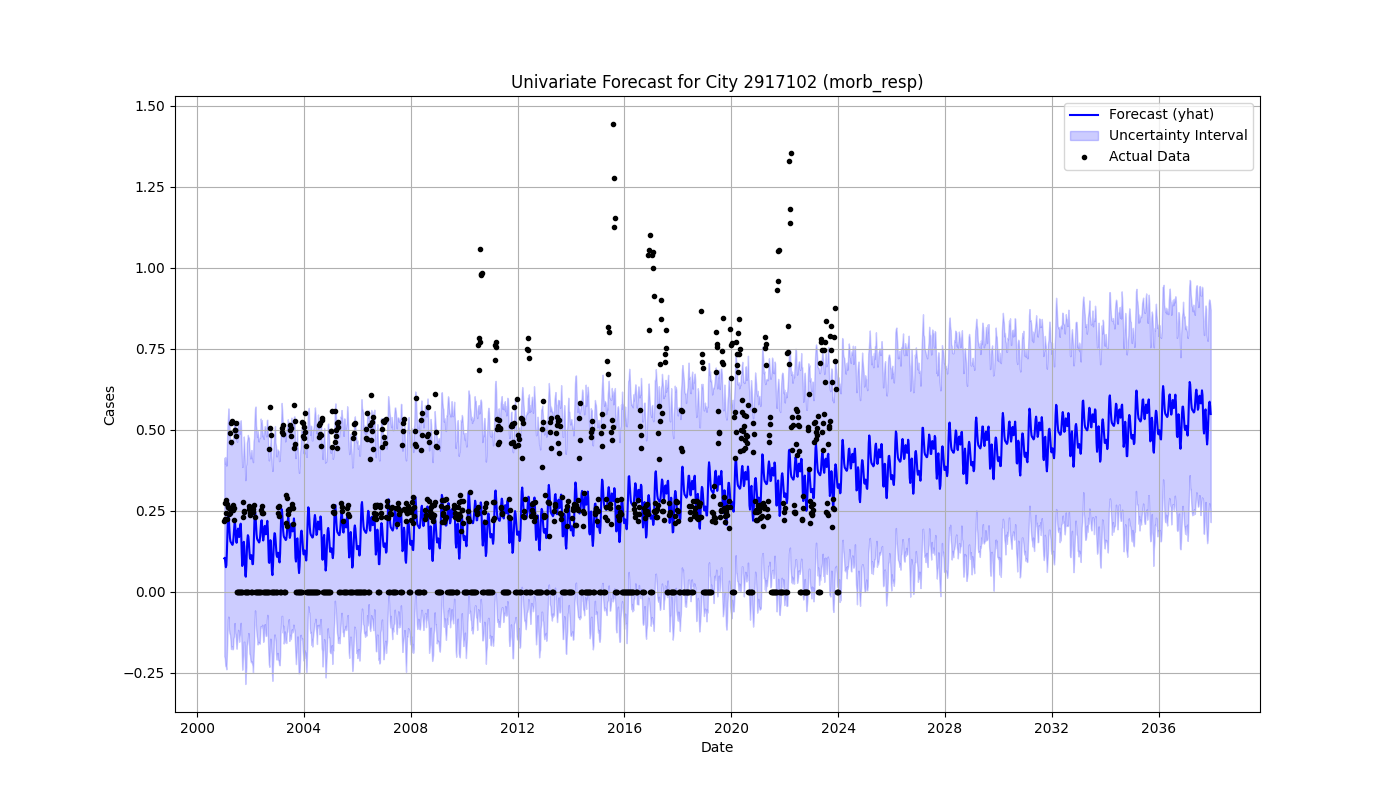 Univariate Forecast for City 2917102 (morb_resp)
Forecast (yhat)
Uncertainty Interval
Actual Data
1.50
1.25
1.00
0.75
0.50
0.25
0.00
−0.25
Cases
2000 2004 2008 2012 2016 2020 2024 2028 2032 2036
Date